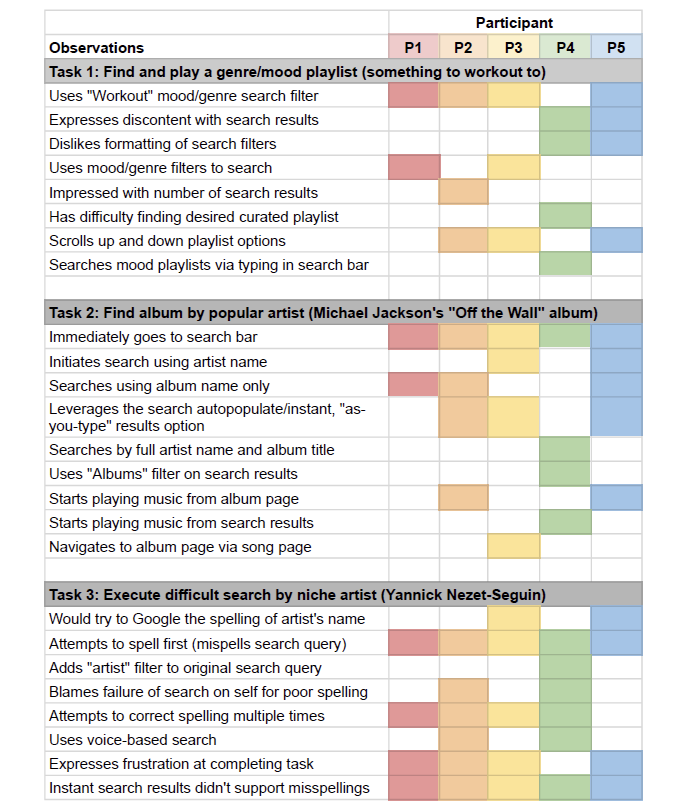 Participant
Observations P1 P2 P3 P4 P5
Task 1: Find and play a genre/mood playlist (something to workout to)
Uses "Workout" mood/genre search filter
Expresses discontent with search results
Dislikes formatting of search filters
Uses mood/genre filters to search
Impressed with number of search results
Has difficulty finding desired curated playlist
Scrolls up and down playlist options
Searches mood playlists via typing in search bar
Task 2: Find album by popular artist (Michael Jackson's "Off the Wall" album)
Immediately goes to search bar
Initiates search using artist name
Searches using album name only
Leverages the search autopopulate/instant, "as-
you-type" results option
Searches by full artist name and album title
Uses "Albums" filter on search results
Starts playing music from album page
Starts playing music from search results
Navigates to album page via song page
Task 3: Execute difficult search by niche artist (Yannick Nezet-Seguin)
Would try to Google the spelling of artist's name
Attempts to spell first (mispells search query)
Adds "artist" filter to original search query
Blames failure of search on self for poor spelling
Attempts to correct spelling multiple times
Uses voice-based search
Expresses frustration at completing task
Instant search results didn't support misspellings